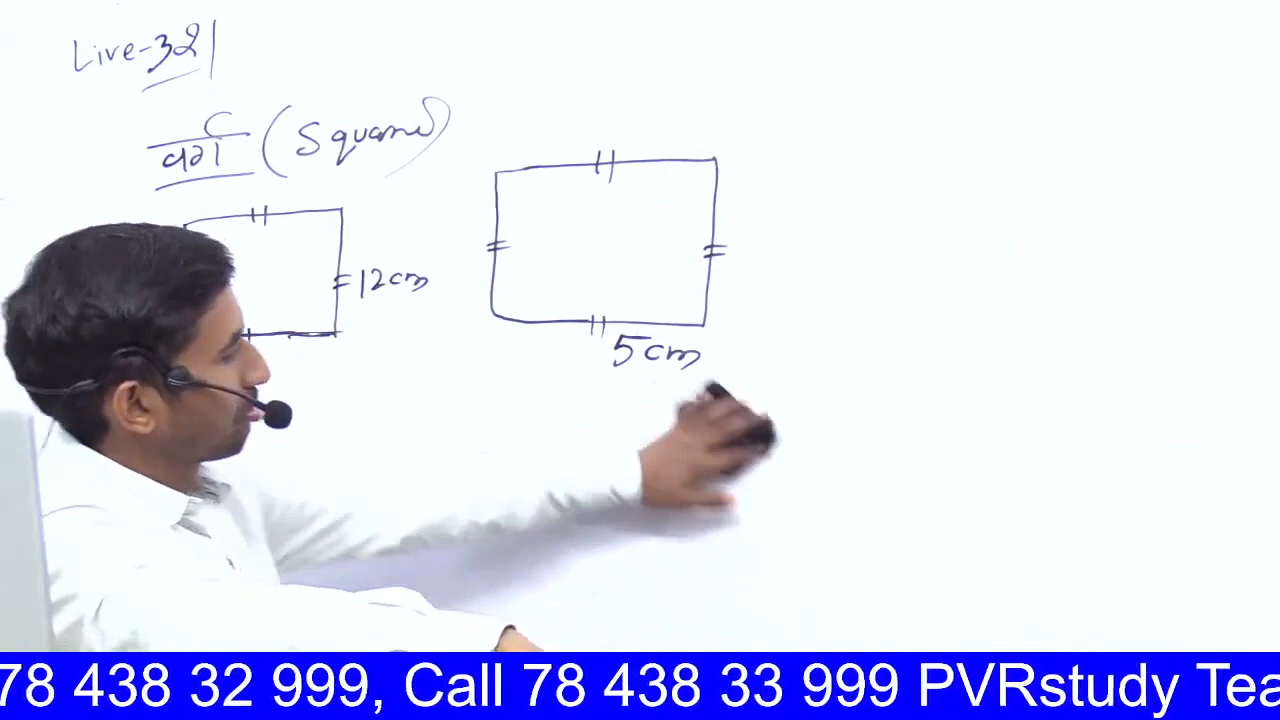 Live-321
वर्ग (Square)
12cm
5cm
78 438 32 999, Call 78 438 33 999 PVRstudy Tea